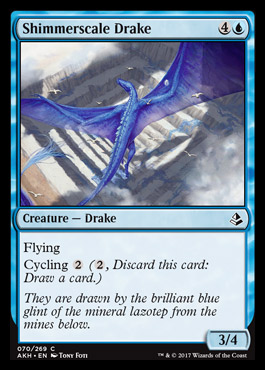 Shimmerscale Drake 4
Creature — Drake
Flying
Cycling 2 (2, Discard this card:
Draw a card.)
They are drawn by the brilliant blue
glint of the mineral lazotep from the
mines below.
3/4
070/269 C
AKH • EN Tony Foti
™ & © 2017 Wizards of the Coast